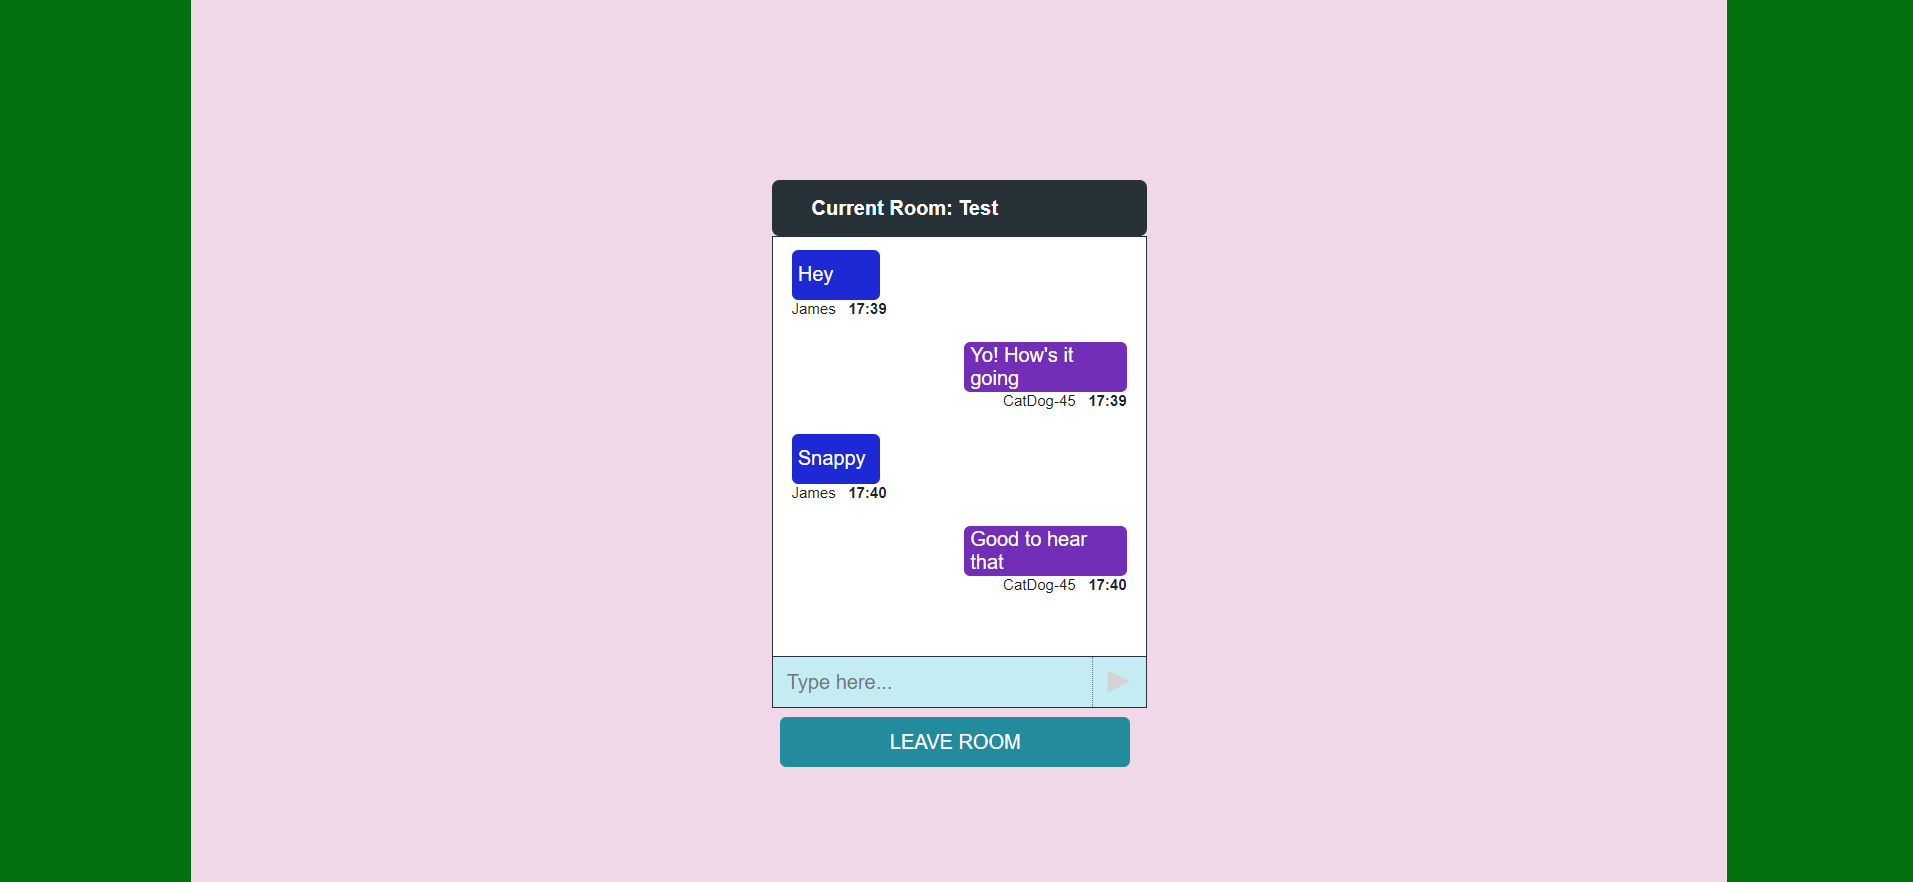 Current Room: Test
Hey
James 17:39
Yo! How's it
going
CatDog-45 17:39
Snappy
James 17:40
Good to hear
that
CatDog-45 17:40
Type here...
LEAVE ROOM